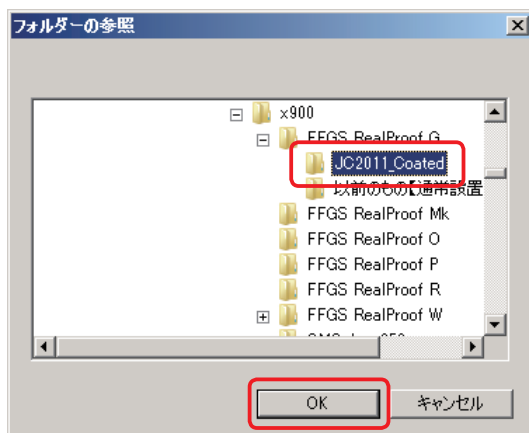 フォルダーの参照
x900
FFGS RealProof G
JC2011_Coated
以前のもの【通常設置
FFGS RealProof Mk
FFGS RealProof O
FFGS RealProof P
FFGS RealProof R
FFGS RealProof W
OK
キャンセル